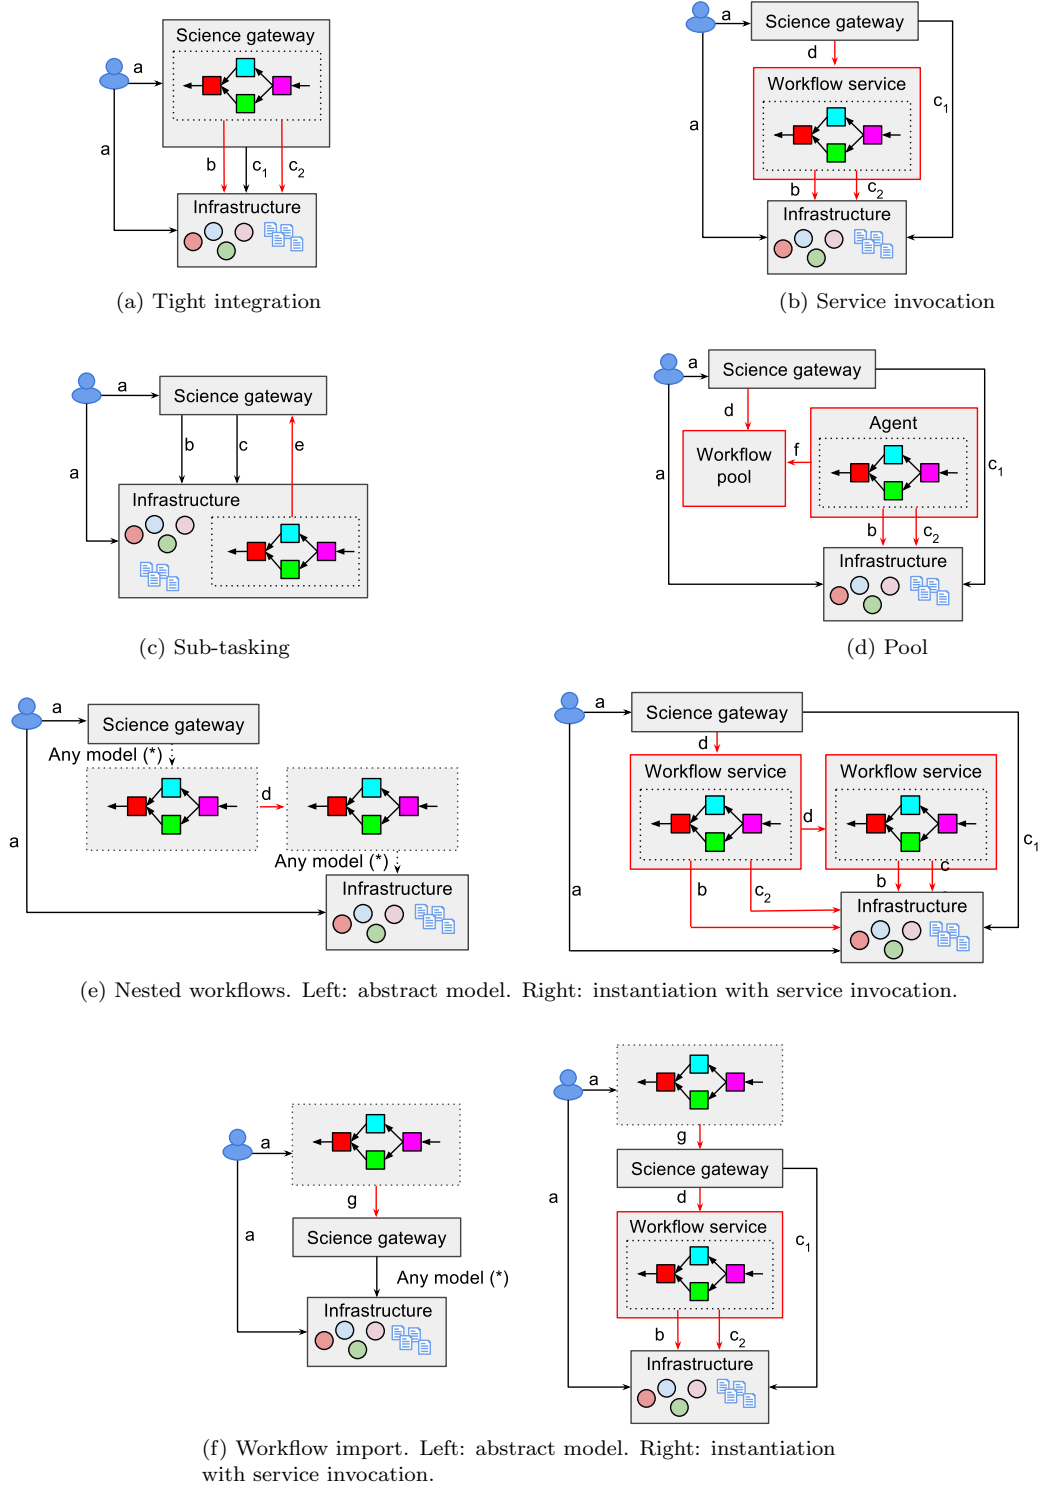 a
Science gateway
a
b
c1
c2
Infrastructure
(a) Tight integration
a
Science gateway
d
Workflow service
c1
a
b
c2
Infrastructure
(b) Service invocation
a
Science gateway
b
c
e
a
Infrastructure
(c) Sub-tasking
a
Science gateway
d
Agent
Workflow
pool
f
a
c1
b
c2
Infrastructure
(d) Pool
a
Science gateway
Any model (*)
d
a
Any model (*)
Infrastructure
a
Science gateway
d
Workflow service
Workflow service
d
c1
a
b
c2
b
c
Infrastructure
(e) Nested workflows. Left: abstract model. Right: instantiation with service invocation.
a
g
a
Science gateway
Any model (*)
Infrastructure
a
g
Science gateway
a
d
Workflow service
c1
b
c2
Infrastructure
(f) Workflow import. Left: abstract model. Right: instantiation
with service invocation.